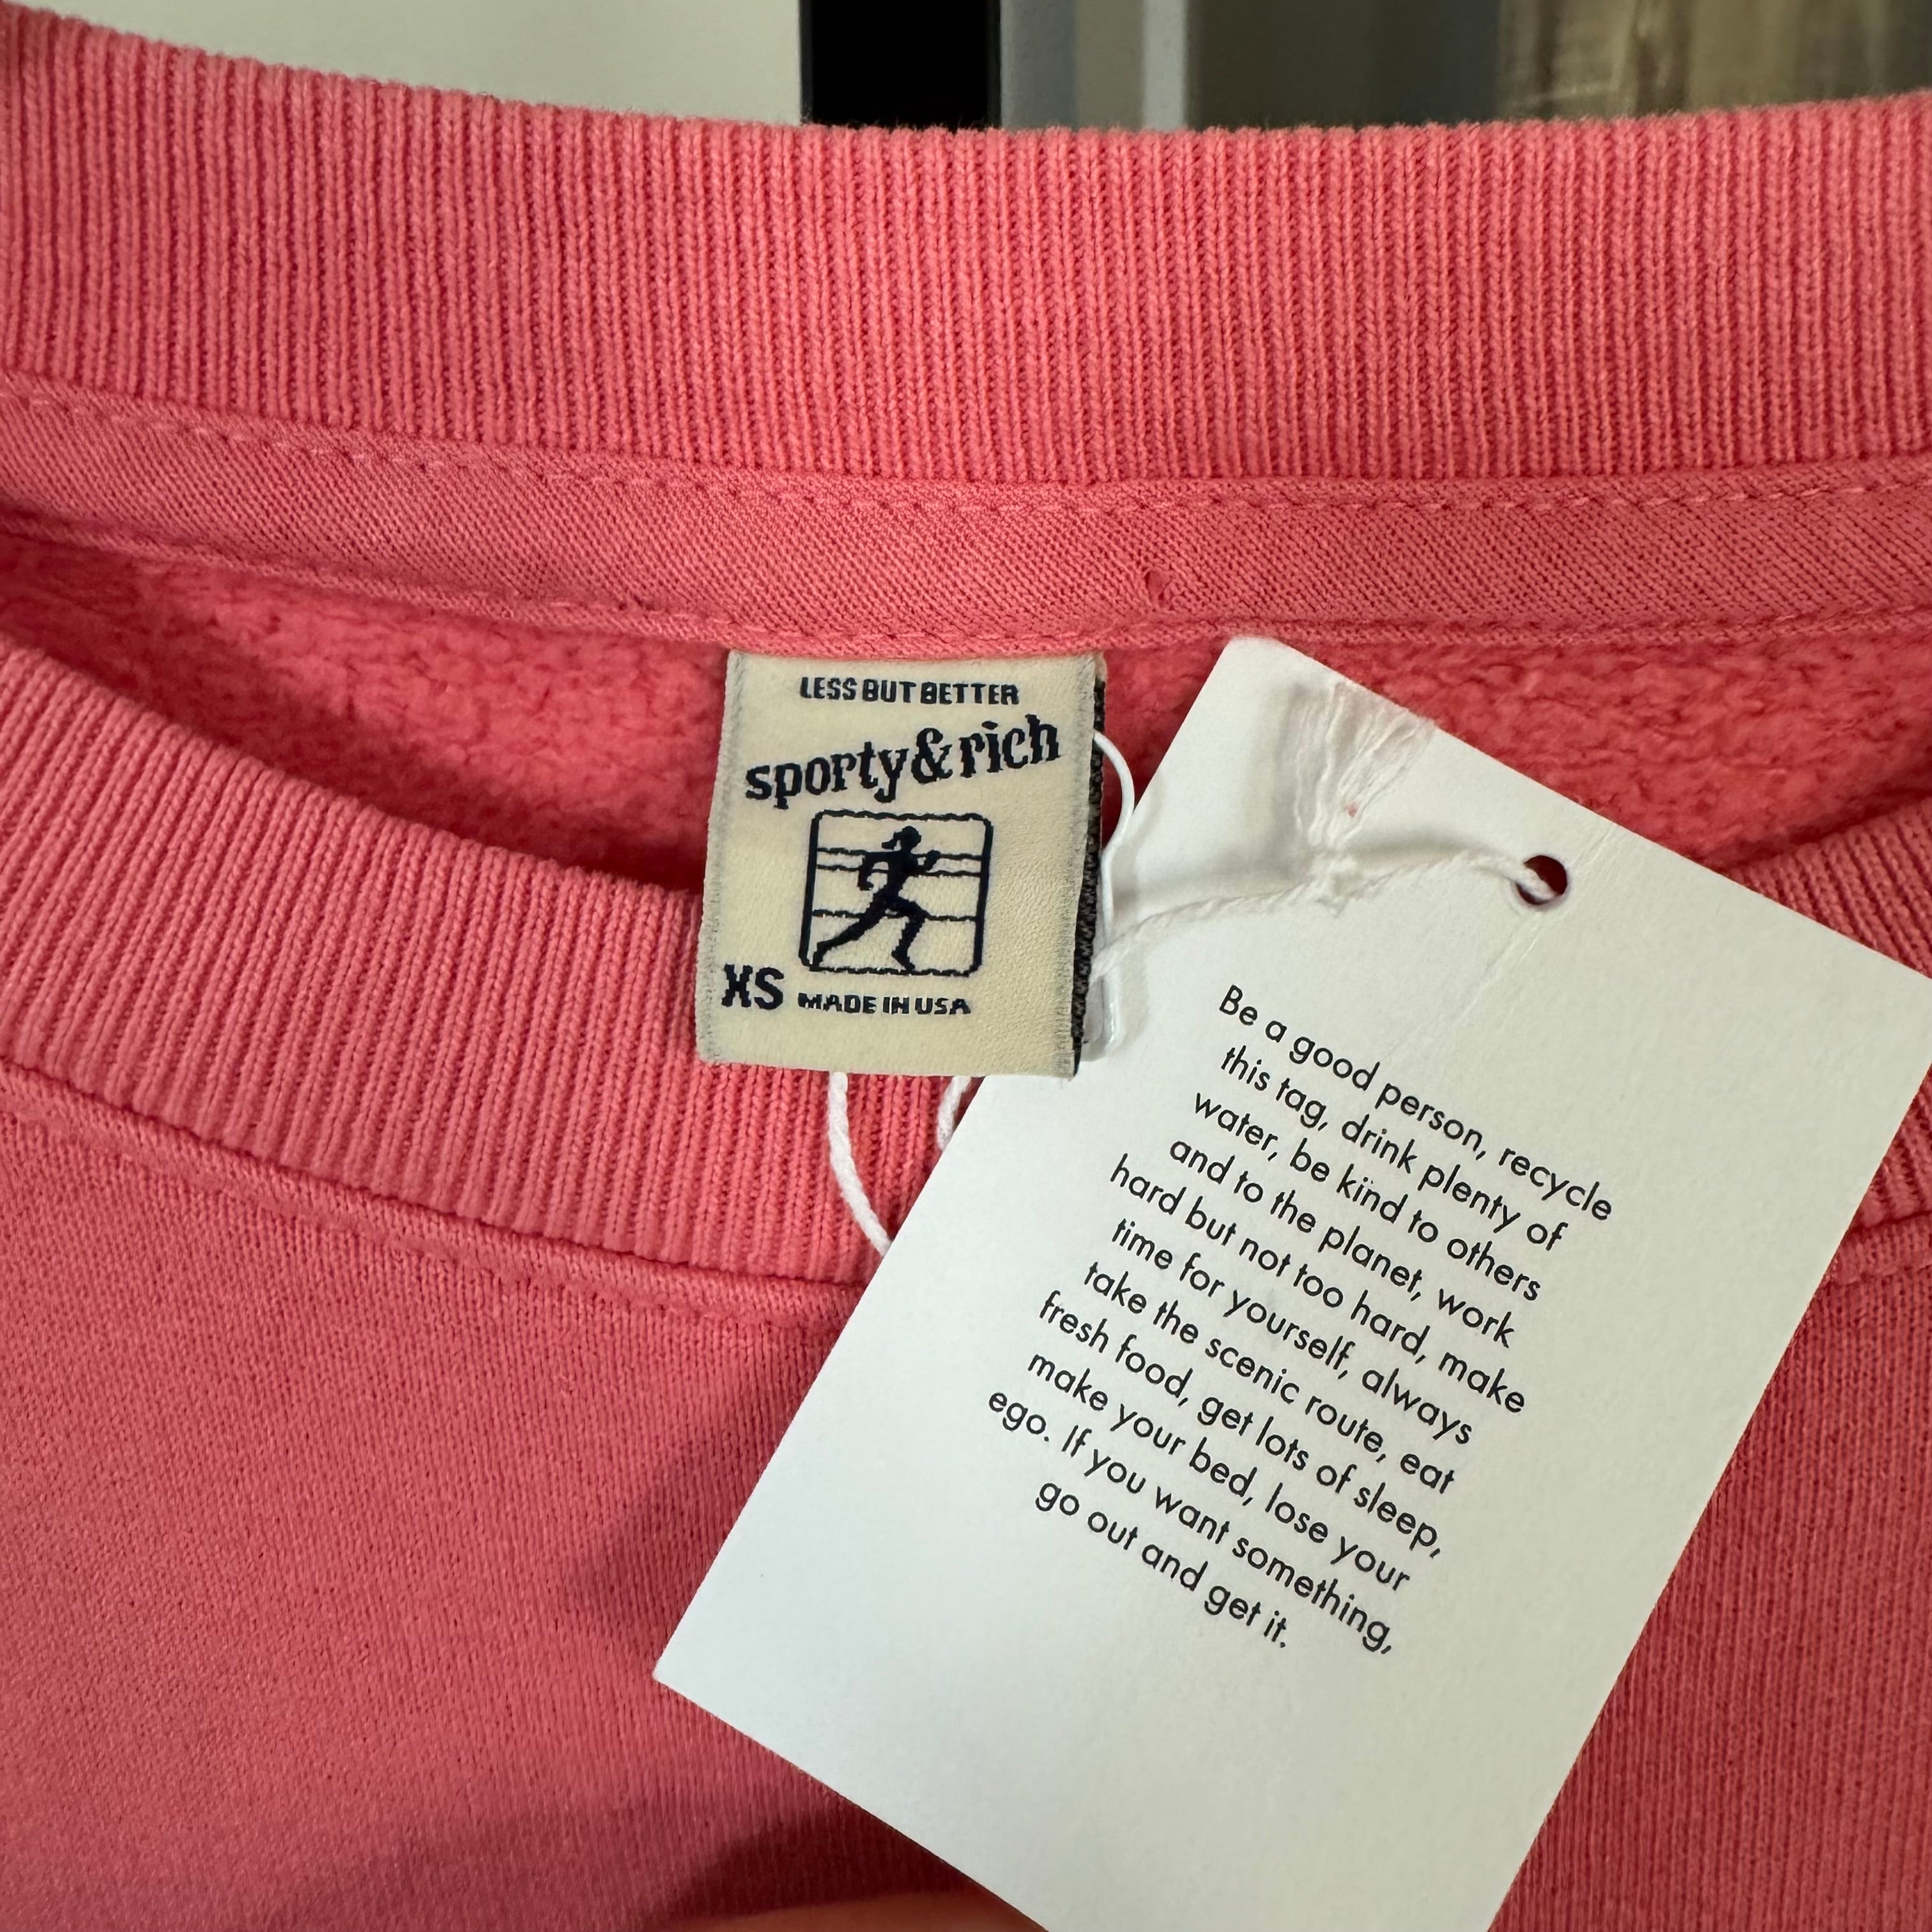 LESS BUT BETTER
sporty&rich
XS MADE IN USA
Be a good person, recycle
this tag, drink plenty of
water, be kind to others
and to the planet, work
hard but not too hard, make
time for yourself, always
take the scenic route, eat
fresh food, get lots of sleep,
make your bed, lose your
ego. If you want something,
go out and get it.